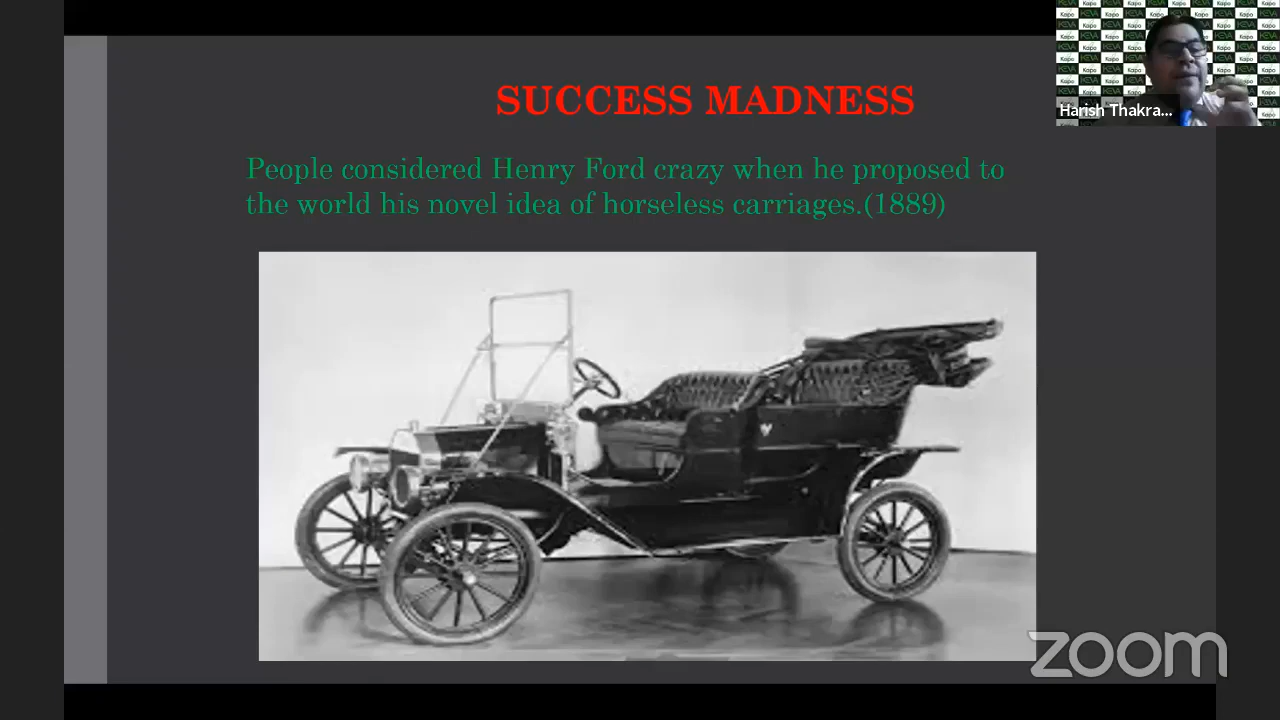 SUCCESS MADNESS
People considered Henry Ford crazy when he proposed to
the world his novel idea of horseless carriages.(1889)
Harish Thakra...
zoom